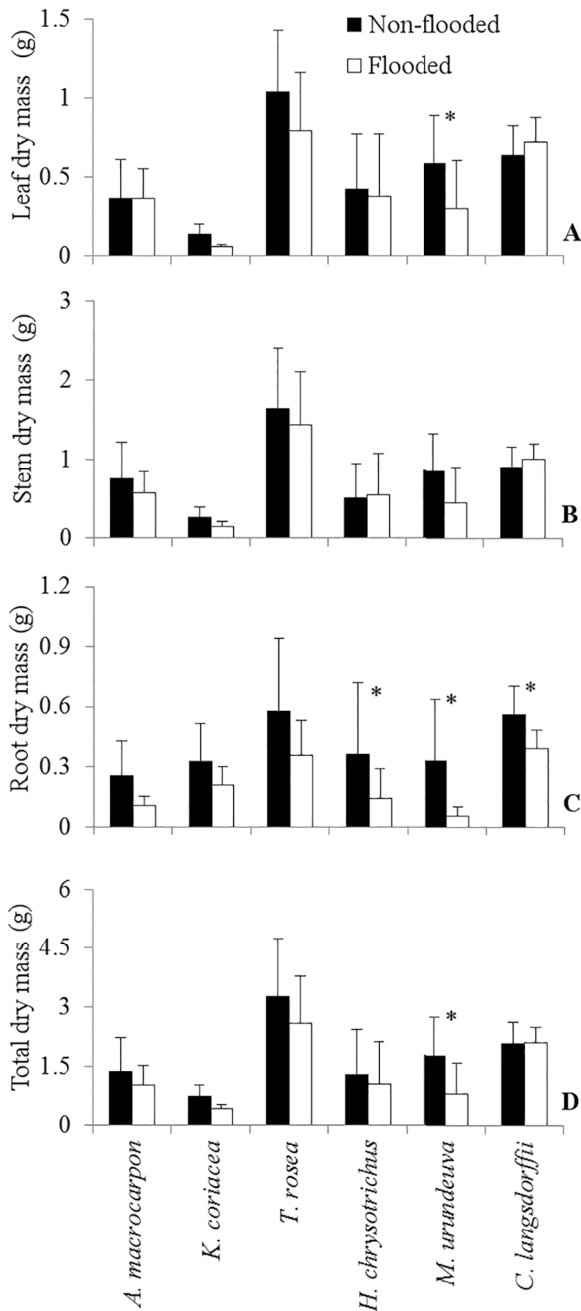 Non-flooded
Flooded
Leaf dry mass (g)
1.5
1
0.5
0
*
A
Stem dry mass (g)
3
2
1
0
B
Root dry mass (g)
1.2
0.9
0.6
0.3
0
*
*
*
C
Total dry mass (g)
6
4.5
3
1.5
0
*
D
A. macrocarpon
K. coriacea
T. rosea
H. chrysotrichus
M. urundeuva
C. langsdorffii